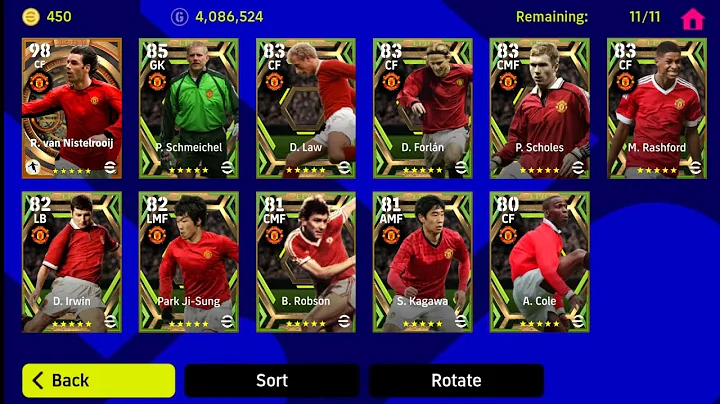 450
G 4,086,524
Remaining: 11/11
98 CF R. van Nistelrooij
85 GK P. Schmeichel
83 CF D. Law
83 CF D. Forlán
83 CMF P. Scholes
83 CF M. Rashford
82 LB D. Irwin
82 LMF Park Ji-Sung
81 CMF B. Robson
81 AMF S. Kagawa
80 CF A. Cole
Back
Sort
Rotate